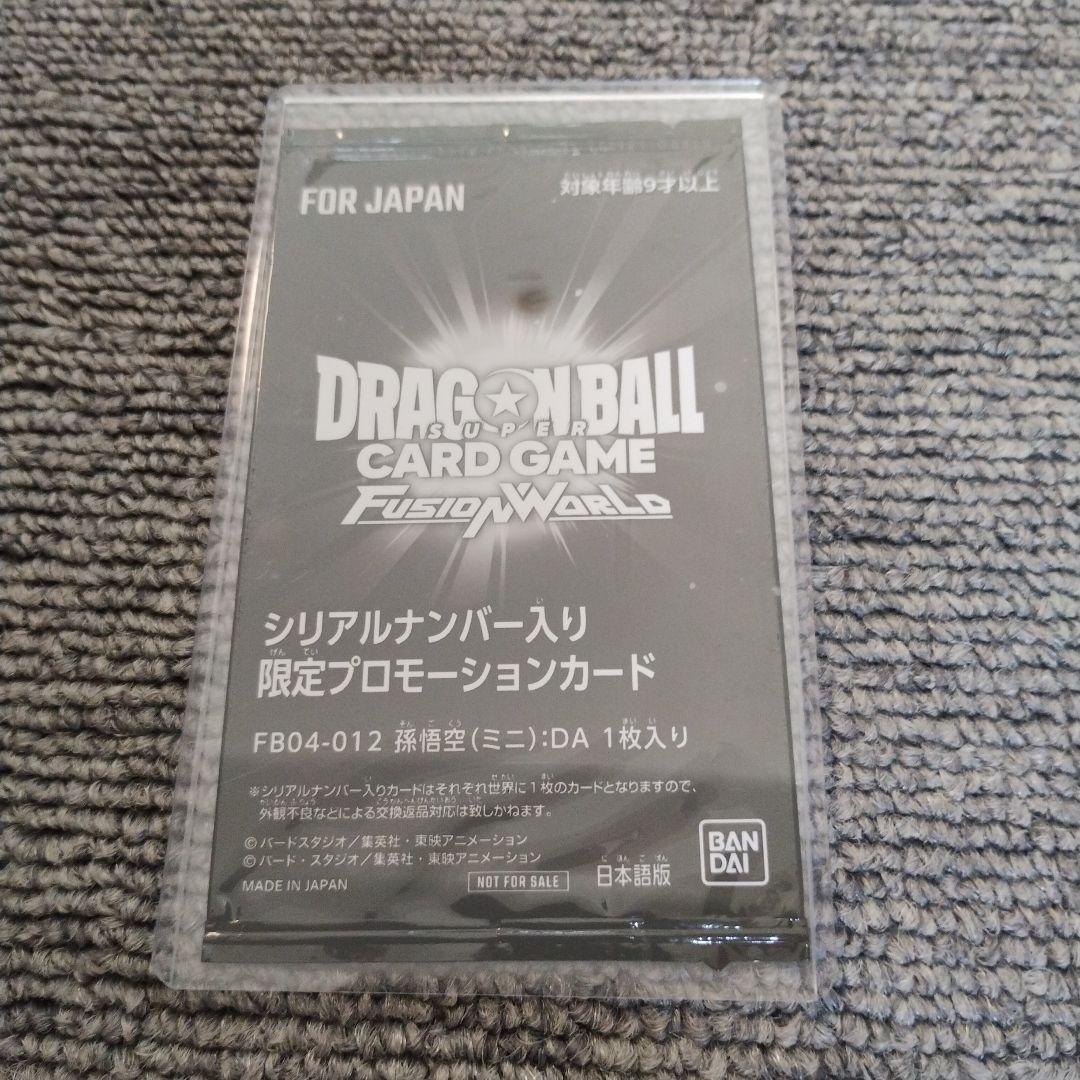 FOR JAPAN
対象年齢9才以上
DRAGON BALL
SUPER
CARD GAME
FUSION WORLD
シリアルナンバー入り
限定プロモーションカード
FB04-012 孫悟空(ミニ):DA 1枚入り
※シリアルナンバー入りカードはそれぞれ世界に1枚のカードとなりますので、
外観不良などによる交換返品対応は致しかねます。
©バードスタジオ/集英社・東映アニメーション
©バード・スタジオ/集英社・東映アニメーション
MADE IN JAPAN
NOT FOR SALE
日本語版
BAN
DAI